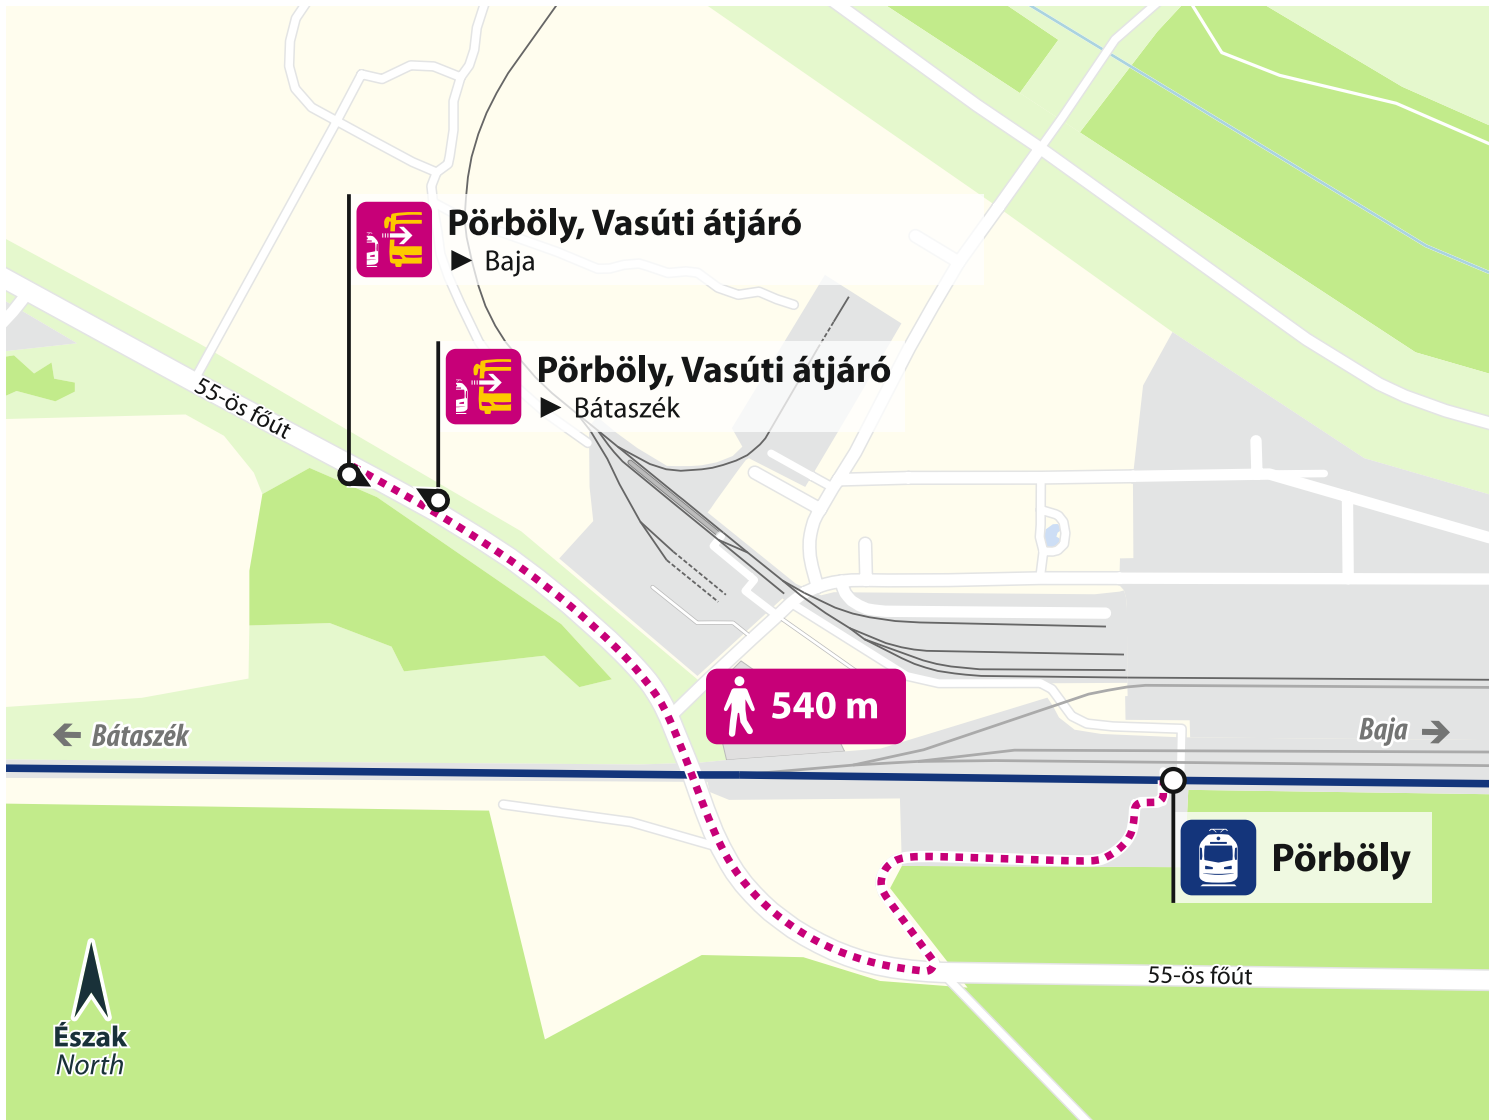 Pörböly, Vasúti átjáró
► Baja
Pörböly, Vasúti átjáró
► Bátaszék
55-ös főút
540 m
← Bátaszék
Baja →
Pörböly
55-ös főút
Észak
North